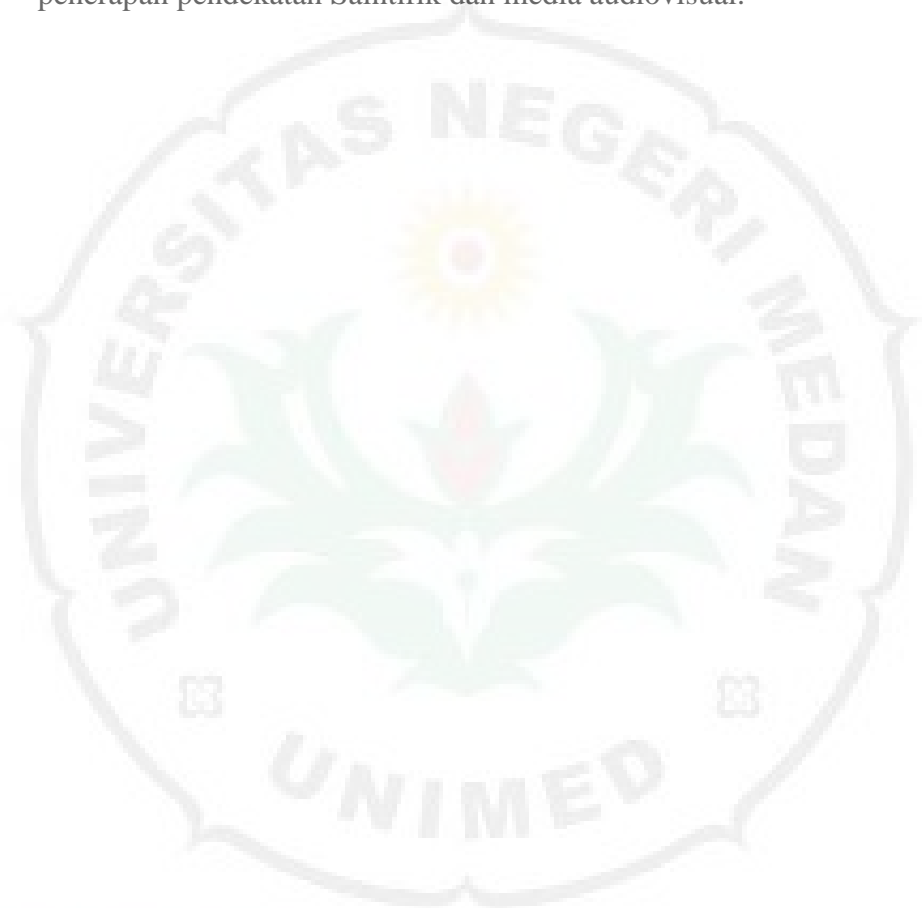 penerapan pendekatan Saintifik dan media audiovisual.
UNIVERSITAS NEGERI MEDAN
UNIMED